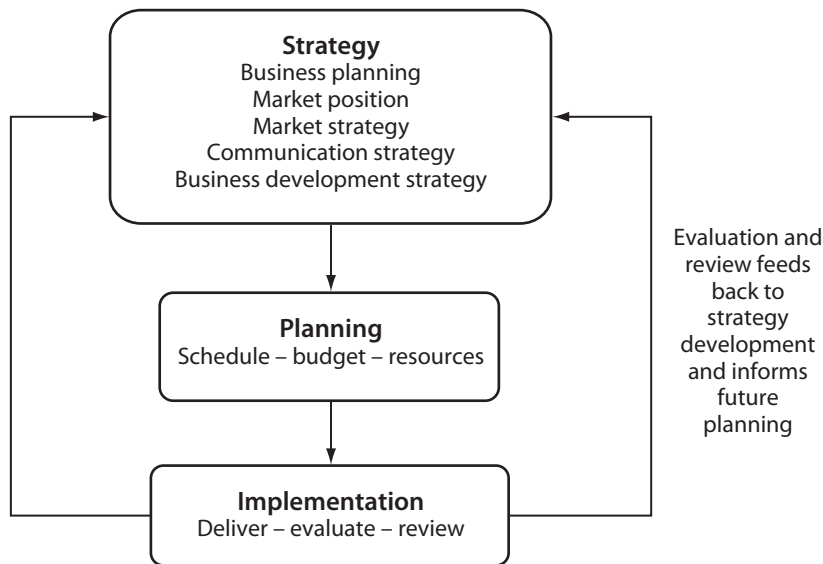 Strategy
Business planning
Market position
Market strategy
Communication strategy
Business development strategy
Planning
Schedule – budget – resources
Implementation
Deliver – evaluate – review
Evaluation and
review feeds
back to
strategy
development
and informs
future
planning